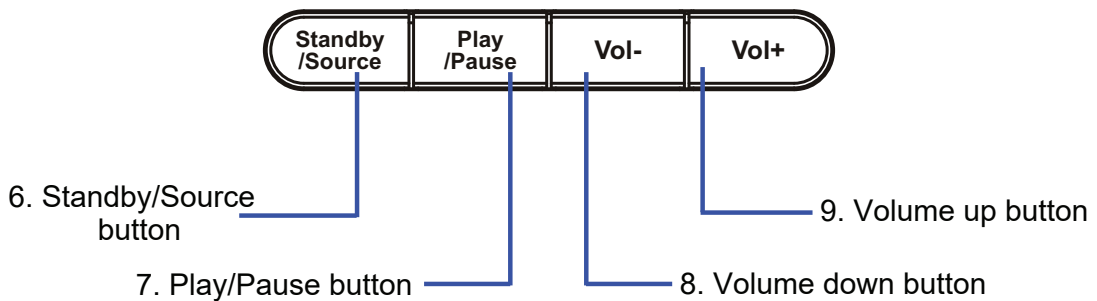 Standby
/Source
Play
/Pause
Vol-
Vol+
6. Standby/Source
button
9. Volume up button
7. Play/Pause button
8. Volume down button